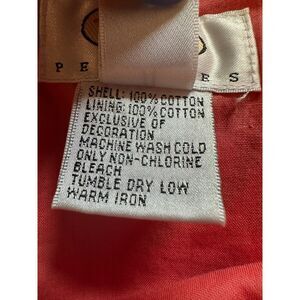 P E E S
SHELL: 100% COTTON
LINING: 100% COTTON
EXCLUSIVE OF
DECORATION
MACHINE WASH COLD
ONLY NON-CHLORINE
BLEACH
TUMBLE DRY LOW
WARM IRON